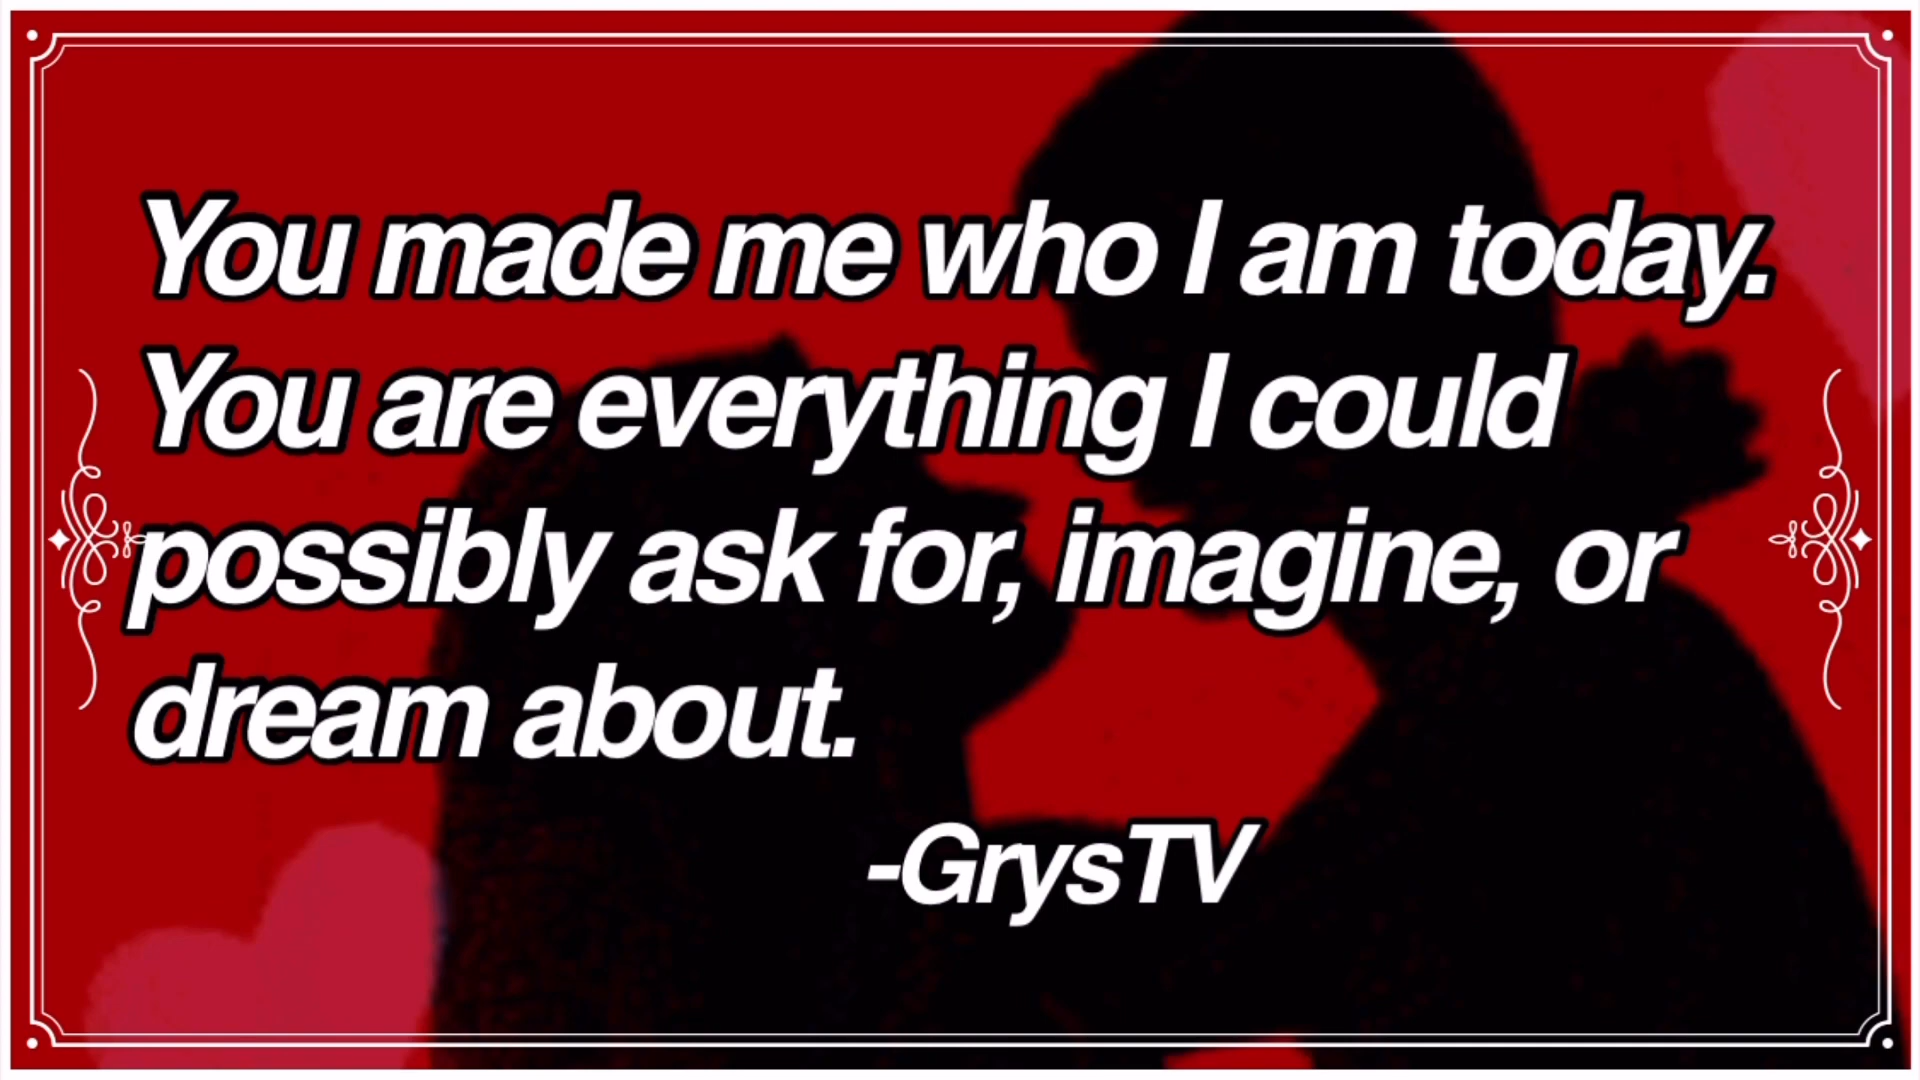 You made me who I am today.
You are everything I could
possibly ask for, imagine, or
dream about.
-GrysTV